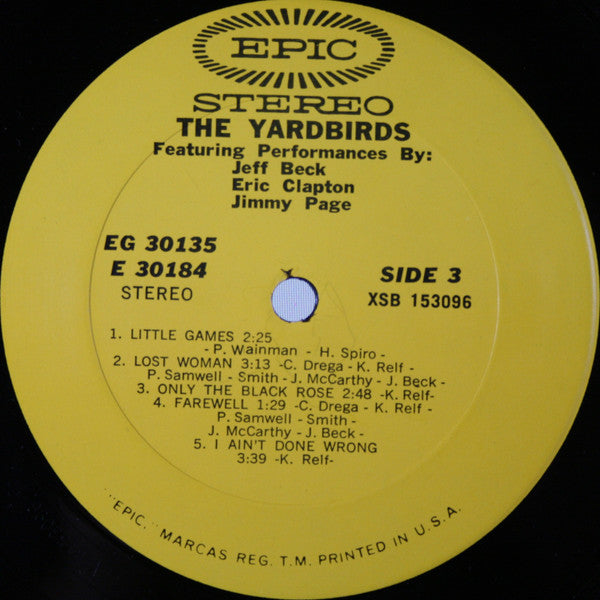 EPIC
STEREO
THE YARDBIRDS
Featuring Performances By:
Jeff Beck
Eric Clapton
Jimmy Page
EG 30135
E 30184
STEREO
SIDE 3
XSB 153096
1. LITTLE GAMES 2:25
- P. Wainman - H. Spiro -
2. LOST WOMAN 3:13 -C. Drega - K. Relf -
P. Samwell - Smith - J. McCarthy - J. Beck -
3. ONLY THE BLACK ROSE 2:48 -K. Relf-
4. FAREWELL 1:29 -C. Drega - K. Relf -
P. Samwell - Smith -
J. McCarthy - J. Beck -
5. I AIN'T DONE WRONG
3:39 -K. Relf-
"EPIC," MARCAS REG. T.M. PRINTED IN U.S.A.